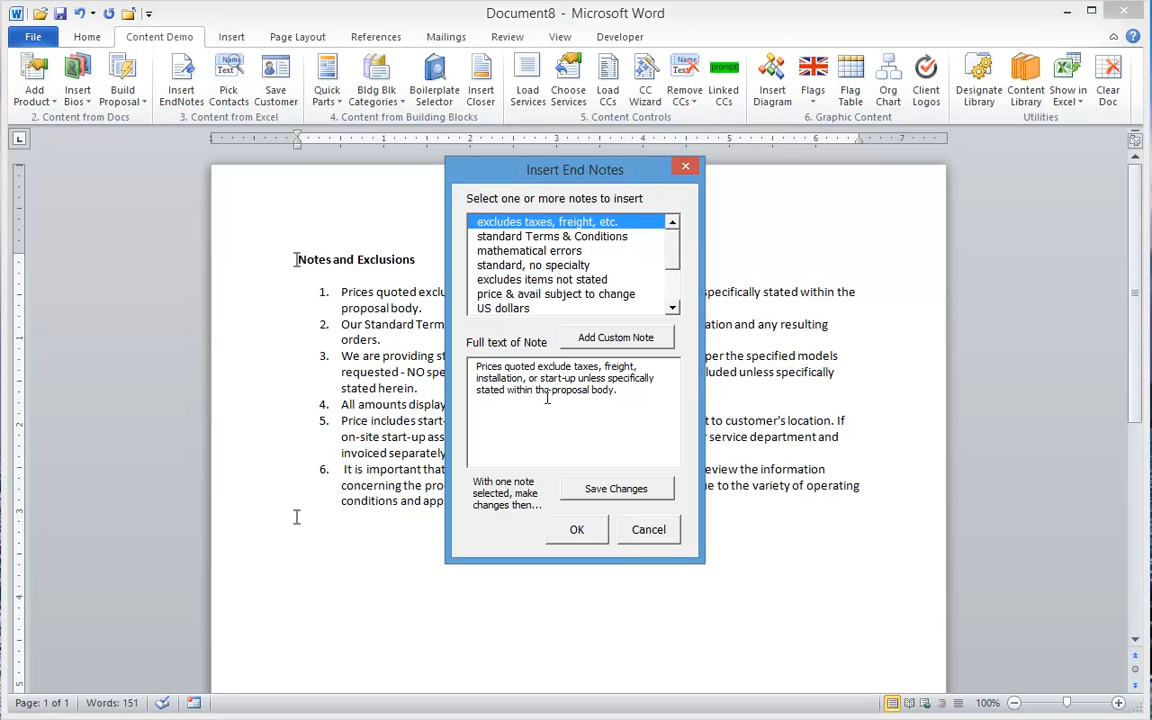 Document8 - Microsoft Word
File Home Content Demo Insert Page Layout References Mailings Review View Developer
Add Product
Insert Bios
Build Proposal
Insert EndNotes
Pick Contacts
Save Customer
Quick Parts
Bldg Blk Categories
Boilerplate Selector
Insert Closer
Load Services
Choose Services
Load CCs
CC Wizard
Remove CCs
prompt
Linked CCs
Insert Diagram
Flags
Flag Table
Org Chart
Client Logos
Designate Library
Content Library
Show in Excel
Clear Doc
2. Content from Docs 3. Content from Excel 4. Content from Building Blocks 5. Content Controls 6. Graphic Content Utilities
Notes and Exclusions
1. Prices quoted exclu specifically stated within the
proposal body.
2. Our Standard Term ation and any resulting
orders.
3. We are providing st per the specified models
requested - NO spe cluded unless specifically
stated herein.
4. All amounts display
5. Price includes start- t to customer's location. If
on-site start-up ass r service department and
invoiced separately
6. It is important that eview the information
concerning the pro ue to the variety of operating
conditions and app
Insert End Notes
Select one or more notes to insert
excludes taxes, freight, etc.
standard Terms & Conditions
mathematical errors
standard, no specialty
excludes items not stated
price & avail subject to change
US dollars
Full text of Note Add Custom Note
Prices quoted exclude taxes, freight,
installation, or start-up unless specifically
stated within the proposal body.
With one note
selected, make
changes then...
Save Changes
OK Cancel
Page: 1 of 1 Words: 151 100%